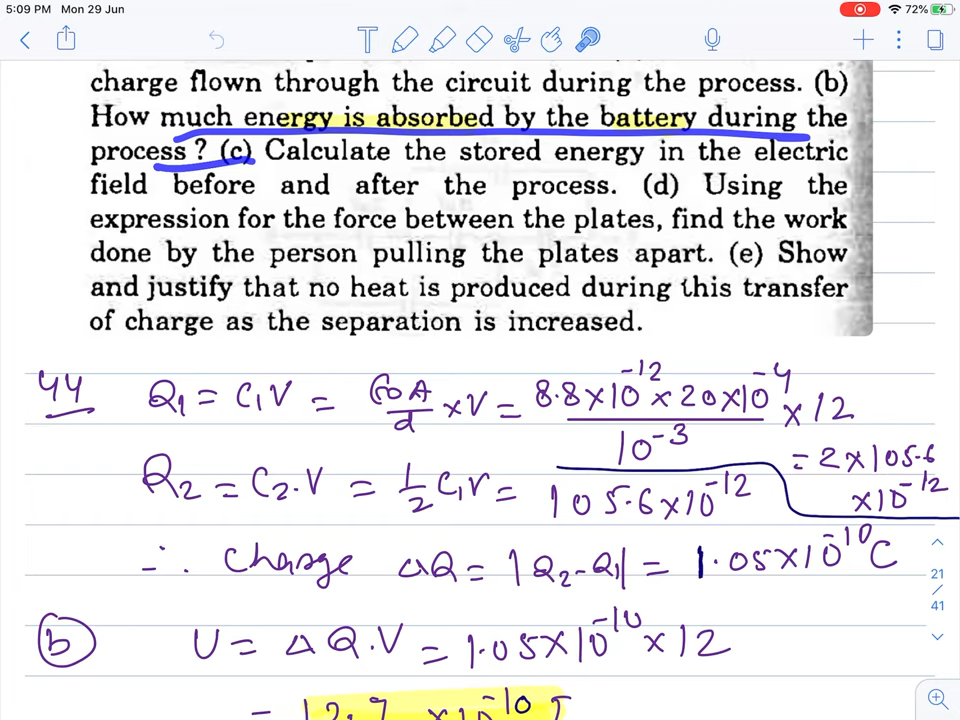 5:09 PM Mon 29 Jun
72%
charge flown through the circuit during the process. (b)
How much energy is absorbed by the battery during the
process ? (c) Calculate the stored energy in the electric
field before and after the process. (d) Using the
expression for the force between the plates, find the work
done by the person pulling the plates apart. (e) Show
and justify that no heat is produced during this transfer
of charge as the separation is increased.
44 Q₁ = C₁V = ε₀A/d × V = 8.8×10⁻¹² × 20×10⁻⁴ / 10⁻³ × 12
= 2×105.6 ×10⁻¹²
Q₂ = C₂.V = 1/2 C₁V = 105.6×10⁻¹²
∴ Charge ΔQ = |Q₂-Q₁| = 1.05×10⁻¹⁰C
(b) U = ΔQ.V = 1.05×10⁻¹⁰ × 12
= 12.7 ×10⁻¹⁰ J
21
/
41